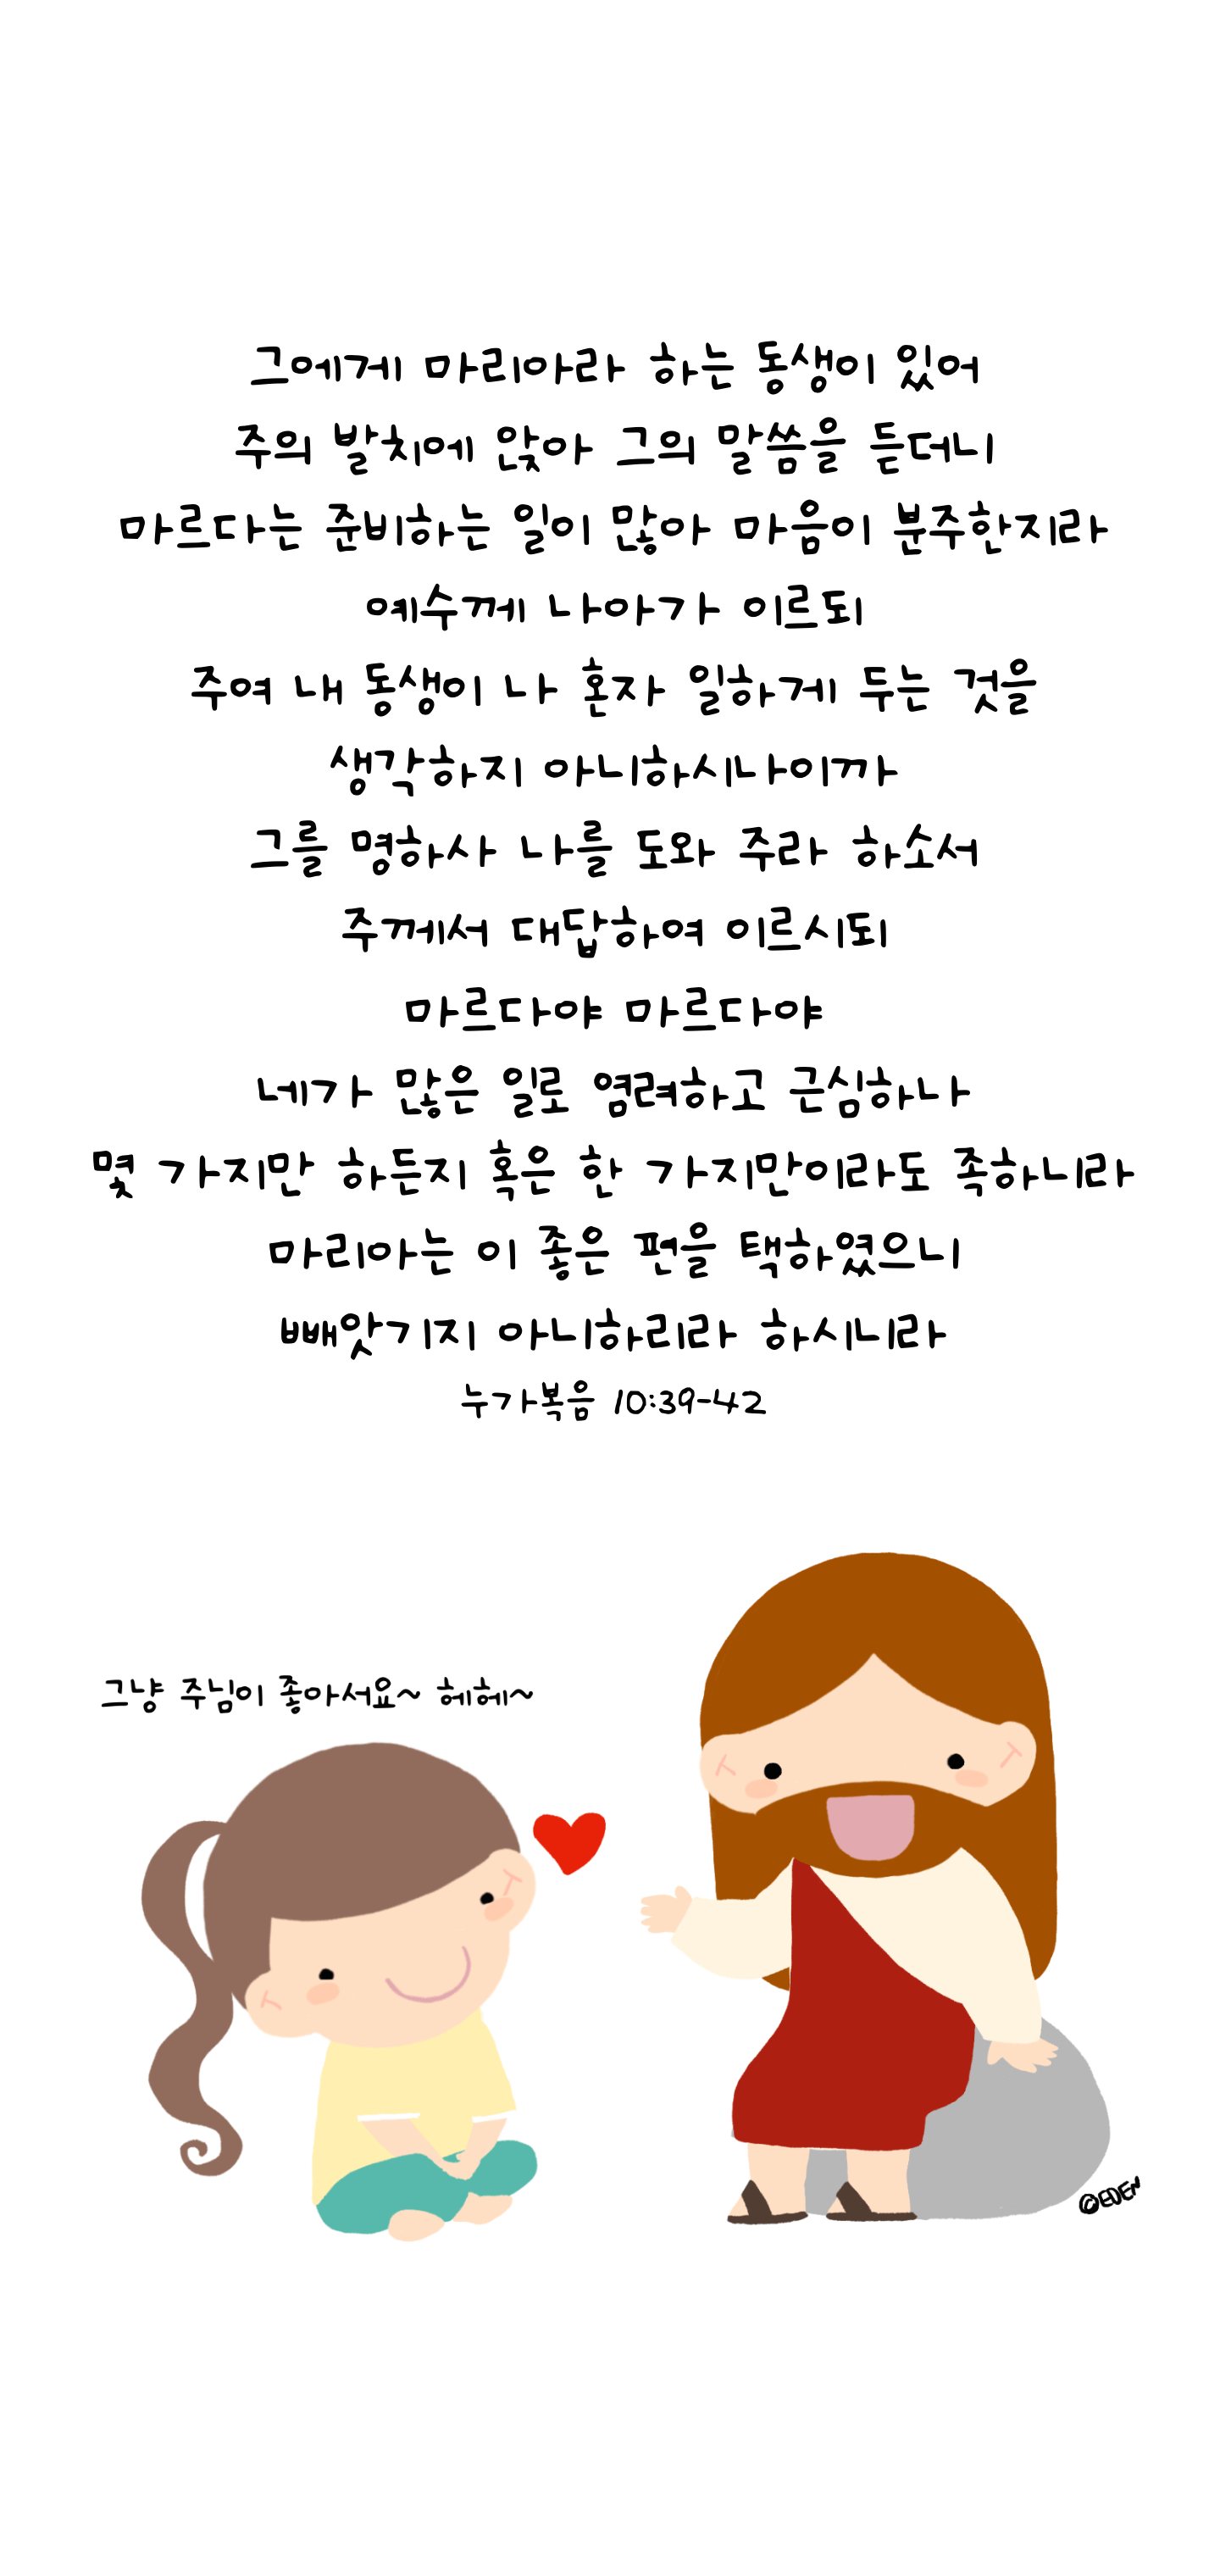 그에게 마리아라 하는 동생이 있어
주의 발치에 앉아 그의 말씀을 듣더니
마르다는 준비하는 일이 많아 마음이 분주한지라
예수께 나아가 이르되
주여 내 동생이 나 혼자 일하게 두는 것을
생각하지 아니하시나이까
그를 명하사 나를 도와 주라 하소서
주께서 대답하여 이르시되
마르다야 마르다야
네가 많은 일로 염려하고 근심하나
몇 가지만 하든지 혹은 한 가지만이라도 족하니라
마리아는 이 좋은 편을 택하였으니
빼앗기지 아니하리라 하시니라
누가복음 10:39-42
그냥 주님이 좋아서요~ 헤헤~
©EDEN